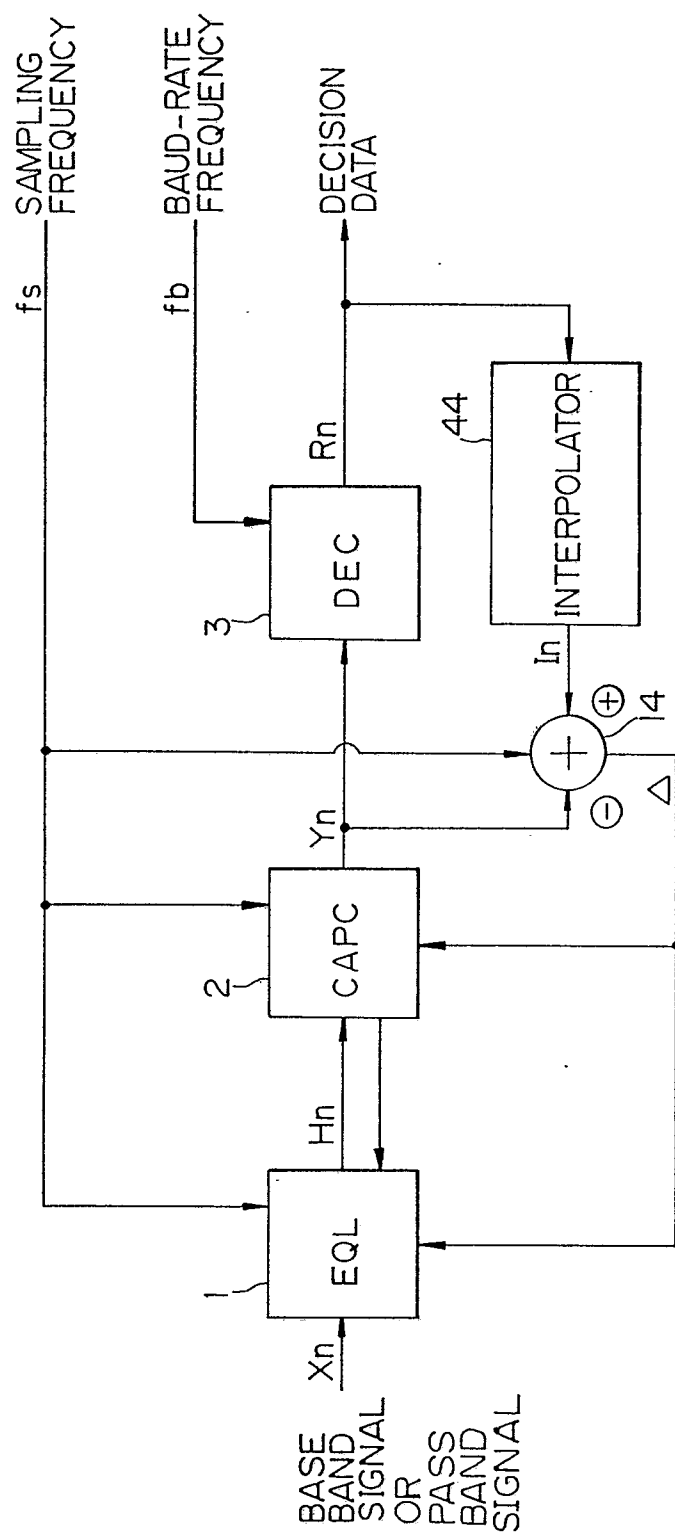 SAMPLING
FREQUENCY
fs
BAUD-RATE
FREQUENCY
fb
DECISION
DATA
Rn
3
DEC
44
INTERPOLATOR
In
+
⊕
14
⊖
Δ
Yn
2
CAPC
Hn
1
EQL
Xn
BASE
BAND
SIGNAL
OR
PASS
BAND
SIGNAL